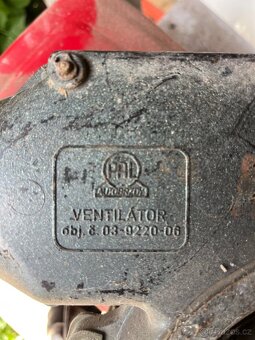 PAL
AUTOBRZDY
VENTILÁTOR
obj. č. 03-9220-06